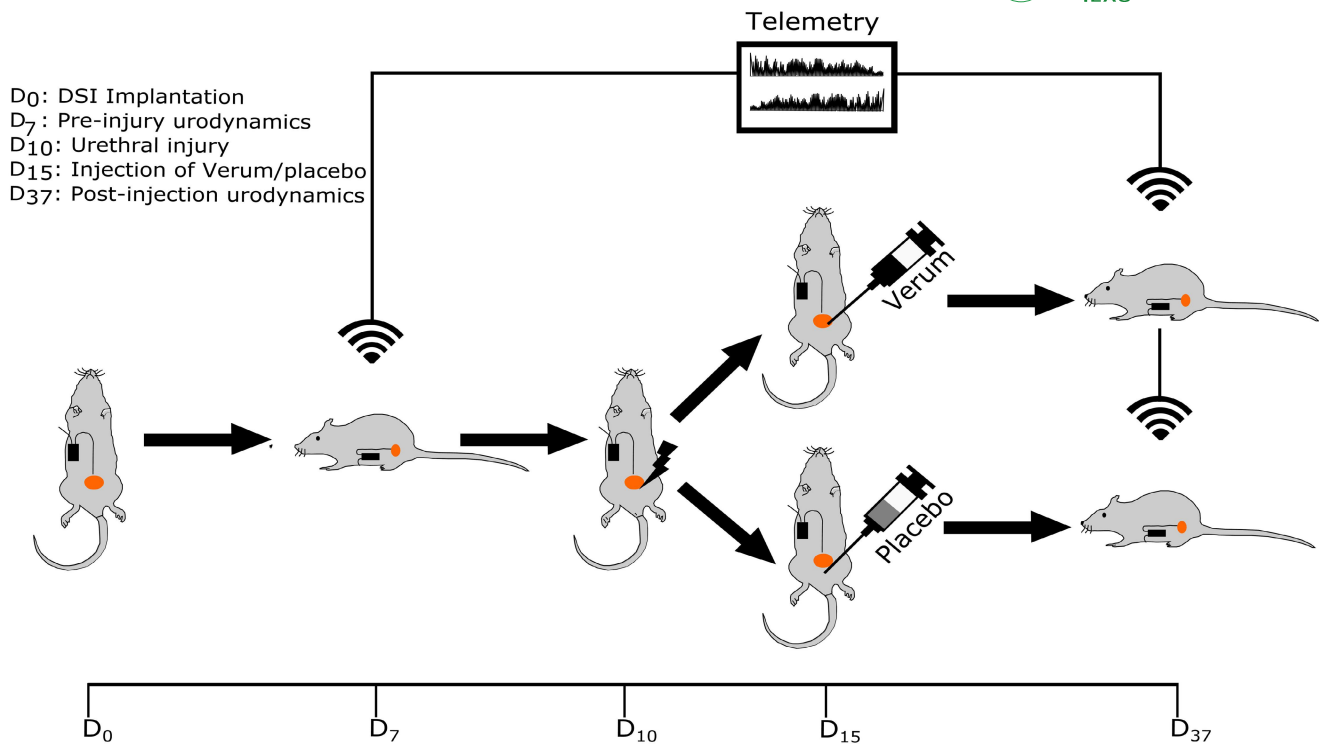 Telemetry
D0: DSI Implantation
D7: Pre-injury urodynamics
D10: Urethral injury
D15: Injection of Verum/placebo
D37: Post-injection urodynamics
Verum
Placebo
D0 D7 D10 D15 D37